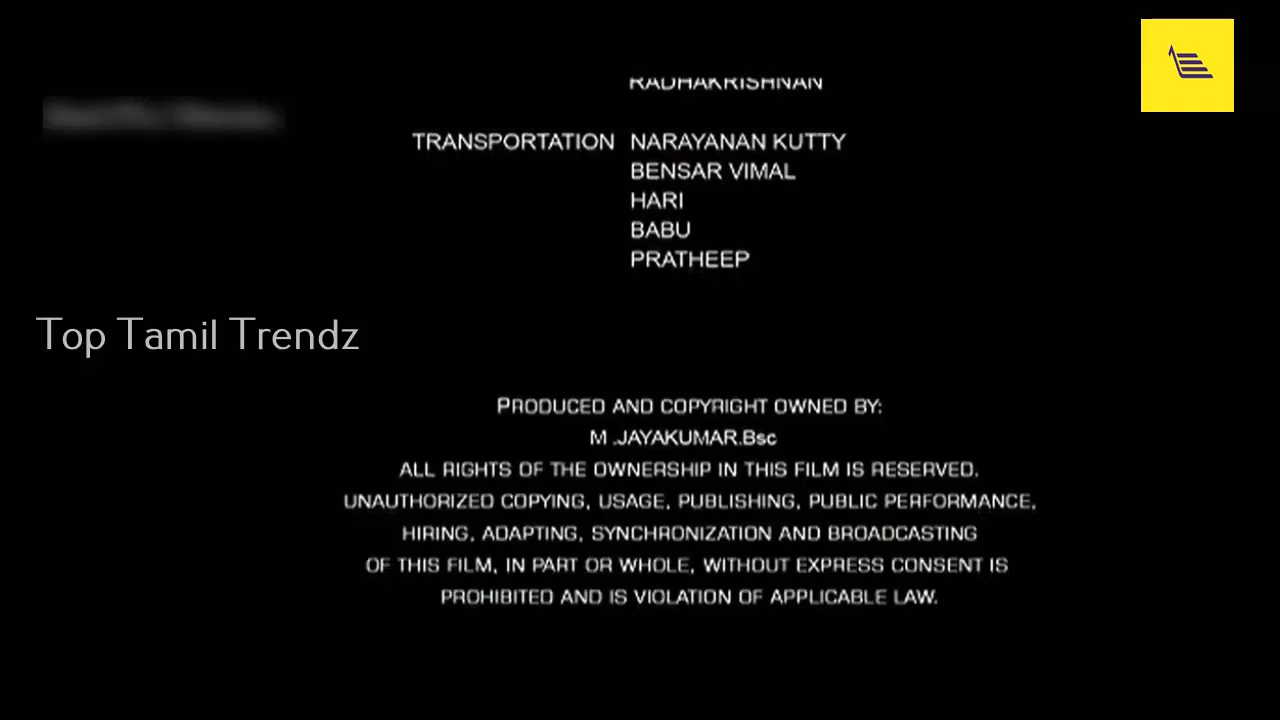 RADHAKRISHNAN
TRANSPORTATION NARAYANAN KUTTY
BENSAR VIMAL
HARI
BABU
PRATHEEP
Top Tamil Trendz
PRODUCED AND COPYRIGHT OWNED BY:
M .JAYAKUMAR.Bsc
ALL RIGHTS OF THE OWNERSHIP IN THIS FILM IS RESERVED.
UNAUTHORIZED COPYING, USAGE, PUBLISHING, PUBLIC PERFORMANCE,
HIRING, ADAPTING, SYNCHRONIZATION AND BROADCASTING
OF THIS FILM, IN PART OR WHOLE, WITHOUT EXPRESS CONSENT IS
PROHIBITED AND IS VIOLATION OF APPLICABLE LAW.